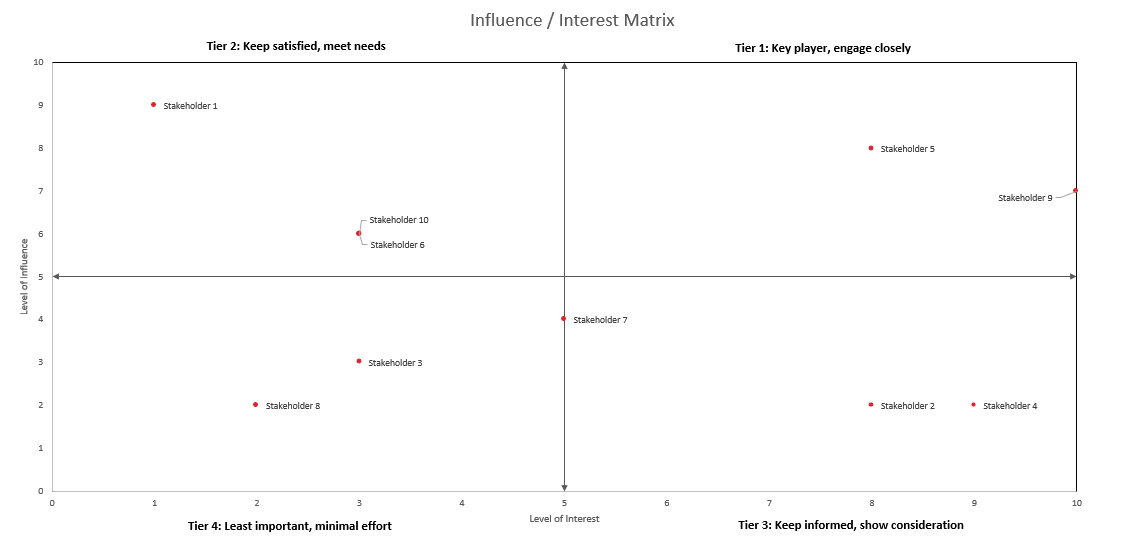 Influence / Interest Matrix
Tier 2: Keep satisfied, meet needs
Tier 1: Key player, engage closely
10
9
8
7
6
5
4
3
2
1
0
Level of Influence
Stakeholder 1
Stakeholder 5
Stakeholder 9
Stakeholder 10
Stakeholder 6
Stakeholder 7
Stakeholder 3
Stakeholder 8
Stakeholder 2
Stakeholder 4
0 1 2 3 4 5 6 7 8 9 10
Level of Interest
Tier 4: Least important, minimal effort
Tier 3: Keep informed, show consideration